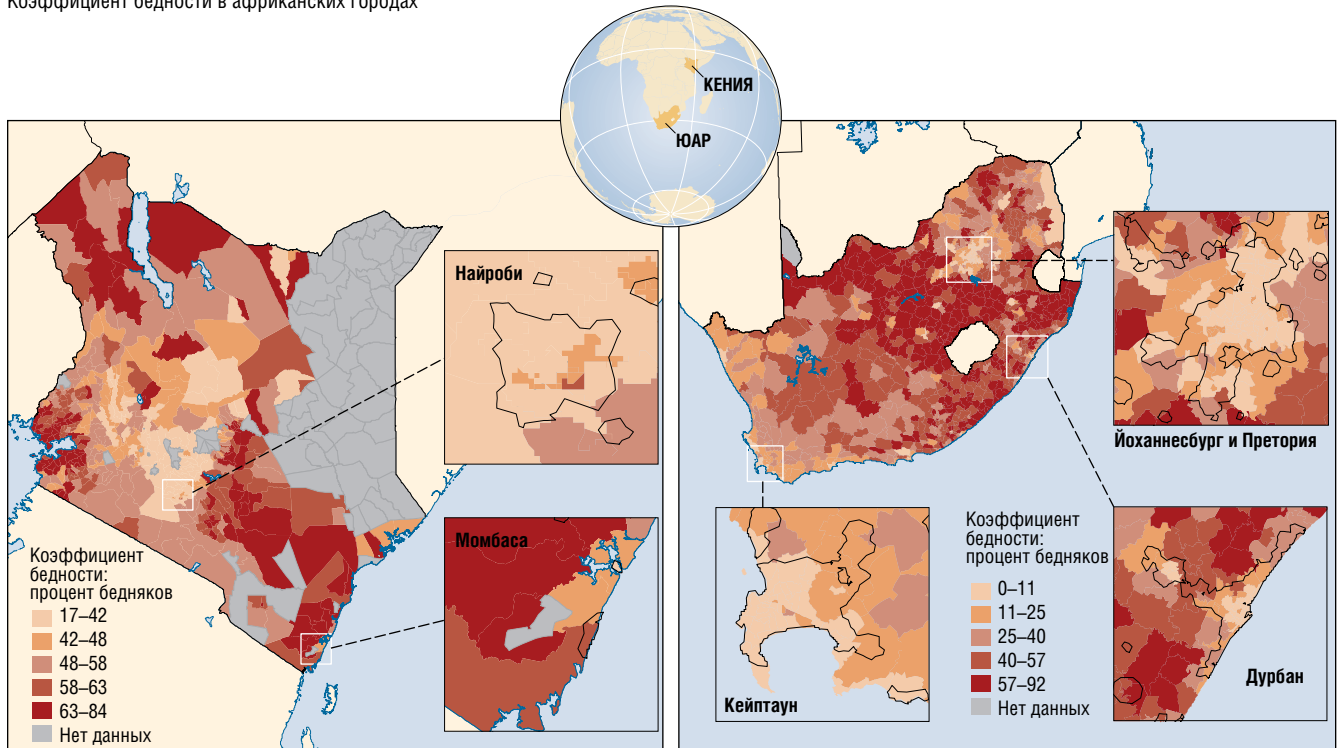 Коэффициент бедности в африканских городах
КЕНИЯ
ЮАР
Найроби
Момбаса
Коэффициент
бедности:
процент бедняков
17–42
42–48
48–58
58–63
63–84
Нет данных
Йоханнесбург и Претория
Кейптаун
Коэффициент
бедности:
процент бедняков
0–11
11–25
25–40
40–57
57–92
Нет данных
Дурбан